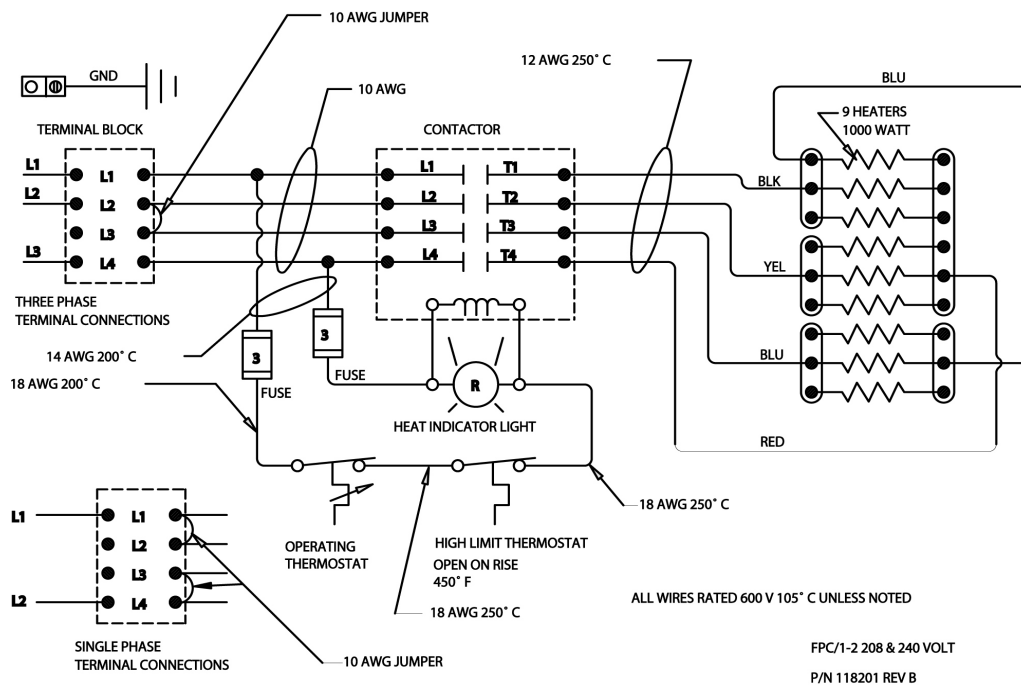 10 AWG JUMPER
12 AWG 250° C
GND
10 AWG
BLU
9 HEATERS
1000 WATT
TERMINAL BLOCK
CONTACTOR
L1 L1 L1 T1
BLK
L2 L2 L2 T2
L3 L3 T3
L3 L4 L4 T4
YEL
THREE PHASE
TERMINAL CONNECTIONS
3
3
BLU
14 AWG 200° C
FUSE
18 AWG 200° C
FUSE
R
HEAT INDICATOR LIGHT
RED
18 AWG 250° C
L1 L1
L2
L3
L2 L4
OPERATING
THERMOSTAT
HIGH LIMIT THERMOSTAT
OPEN ON RISE
450° F
18 AWG 250° C
ALL WIRES RATED 600 V 105° C UNLESS NOTED
SINGLE PHASE
TERMINAL CONNECTIONS
10 AWG JUMPER
FPC/1-2 208 & 240 VOLT
P/N 118201 REV B